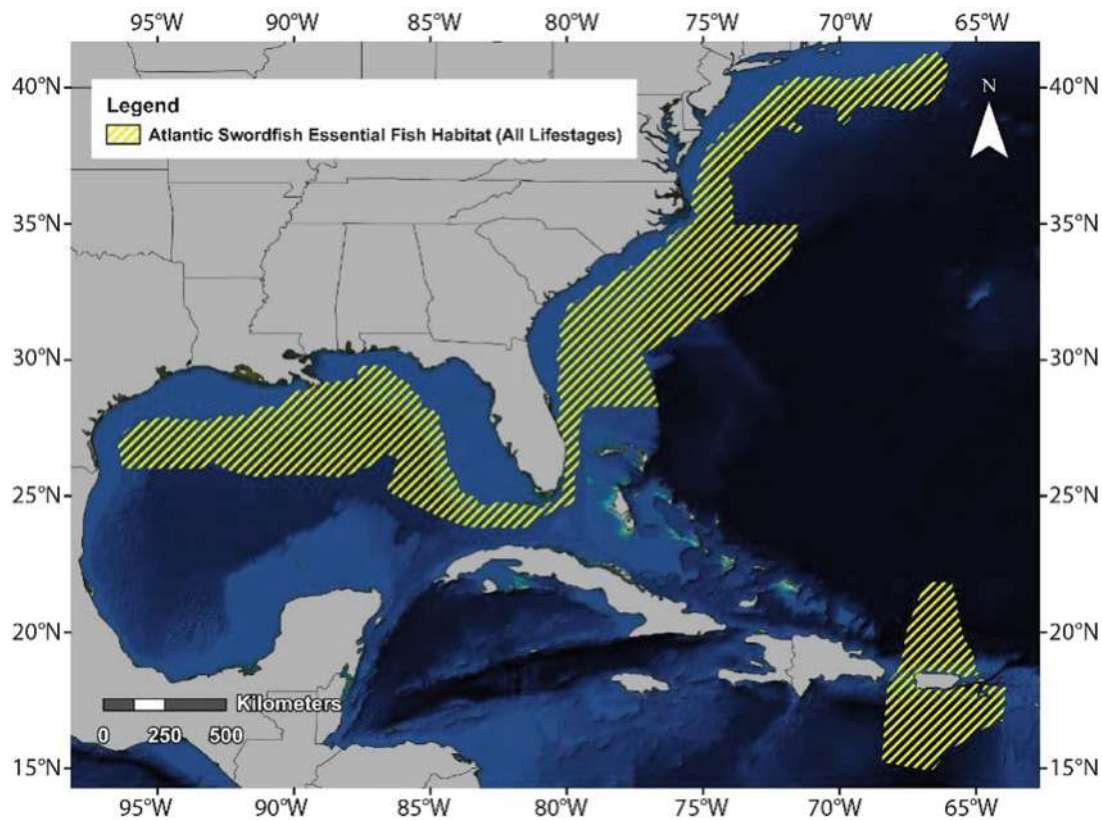 95°W 90°W 85°W 80°W 75°W 70°W 65°W
40°N 40°N
Legend
Atlantic Swordfish Essential Fish Habitat (All Lifestages)
N
35°N 35°N
30°N 30°N
25°N 25°N
20°N 20°N
Kilometers
0 250 500
15°N 15°N
95°W 90°W 85°W 80°W 75°W 70°W 65°W